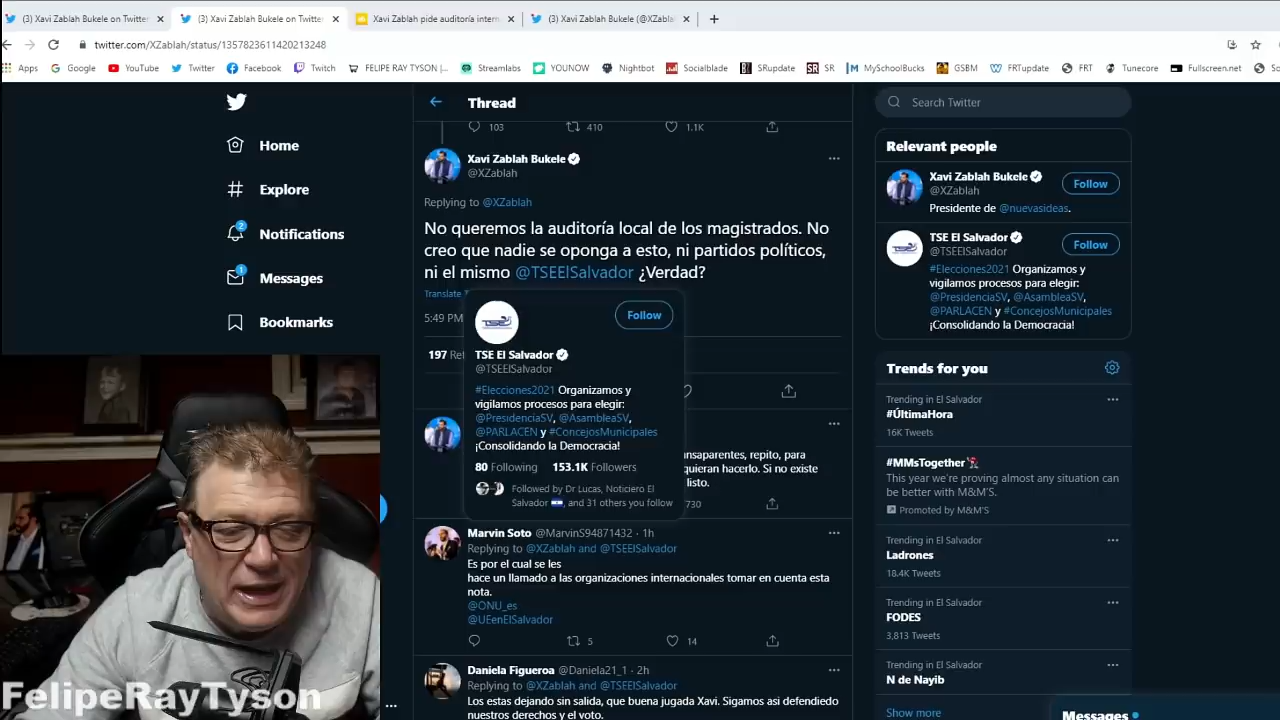 (3) Xavi Zablah Bukele on Twitte
(3) Xavi Zablah Bukele on Twitte
Xavi Zablah pide auditoría intern
(3) Xavi Zablah Bukele (@XZabla
twitter.com/XZablah/status/1357823611420213248
Apps
Google
YouTube
Twitter
Facebook
Twitch
FELIPE RAY TYSON |...
Streamlabs
YOUNOW
Nightbot
Socialblade
SRupdate
SR
MySchoolBucks
GSBM
FRTupdate
FRT
Tunecore
Fullscreen.net
Home
Explore
Notifications
2
Messages
1
Bookmarks
Thread
103
410
1.1K
Xavi Zablah Bukele
@XZablah
Replying to @XZablah
No queremos la auditoría local de los magistrados. No
creo que nadie se oponga a esto, ni partidos políticos,
ni el mismo @TSEElSalvador ¿Verdad?
Translate
5:49 PM
197 Ret
TSE
Follow
TSE El Salvador
@TSEElSalvador
#Elecciones2021 Organizamos y
vigilamos procesos para elegir:
@PresidenciaSV, @AsambleaSV,
@PARLACEN y #ConcejosMunicipales
¡Consolidando la Democracia!
80 Following 153.1K Followers
Followed by Dr Lucas, Noticiero El
Salvador 🇸🇻, and 31 others you follow
nsaparentes, repito, para
quieran hacerlo. Si no existe
listo.
730
Marvin Soto @MarvinS94871432 · 1h
Replying to @XZablah and @TSEElSalvador
Es por el cual se les
hace un llamado a las organizaciones internacionales tomar en cuenta esta
nota.
@ONU_es
@UEenElSalvador
5
14
Daniela Figueroa @Daniela21_1 · 2h
Replying to @XZablah and @TSEElSalvador
Los estas dejando sin salida, que buena jugada Xavi. Sigamos asi defendiedo
nuestros derechos y el voto.
Search Twitter
Relevant people
Xavi Zablah Bukele
@XZablah
Follow
Presidente de @nuevasideas.
TSE El Salvador
@TSEElSalvador
Follow
#Elecciones2021 Organizamos y
vigilamos procesos para elegir:
@PresidenciaSV, @AsambleaSV,
@PARLACEN y #ConcejosMunicipales
¡Consolidando la Democracia!
Trends for you
Trending in El Salvador
#ÚltimaHora
16K Tweets
#MMsTogether
This year we're proving almost any situation can
be better with M&M'S.
Promoted by M&M'S
Trending in El Salvador
Ladrones
18.4K Tweets
Trending in El Salvador
FODES
3,813 Tweets
Trending in El Salvador
N de Nayib
Show more
Messages
FelipeRayTyson